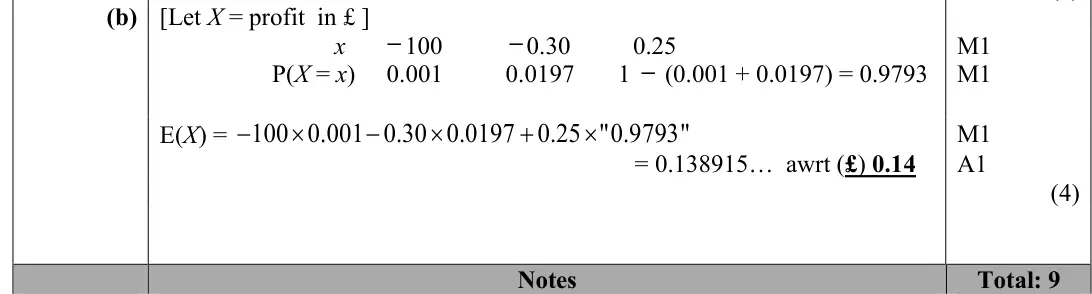 (b) [Let X = profit in £ ]
x −100 −0.30 0.25 M1
P(X = x) 0.001 0.0197 1 − (0.001 + 0.0197) = 0.9793 M1
E(X) = −100×0.001−0.30×0.0197+0.25×"0.9793" M1
= 0.138915… awrt (£) 0.14 A1
(4)
Notes Total: 9